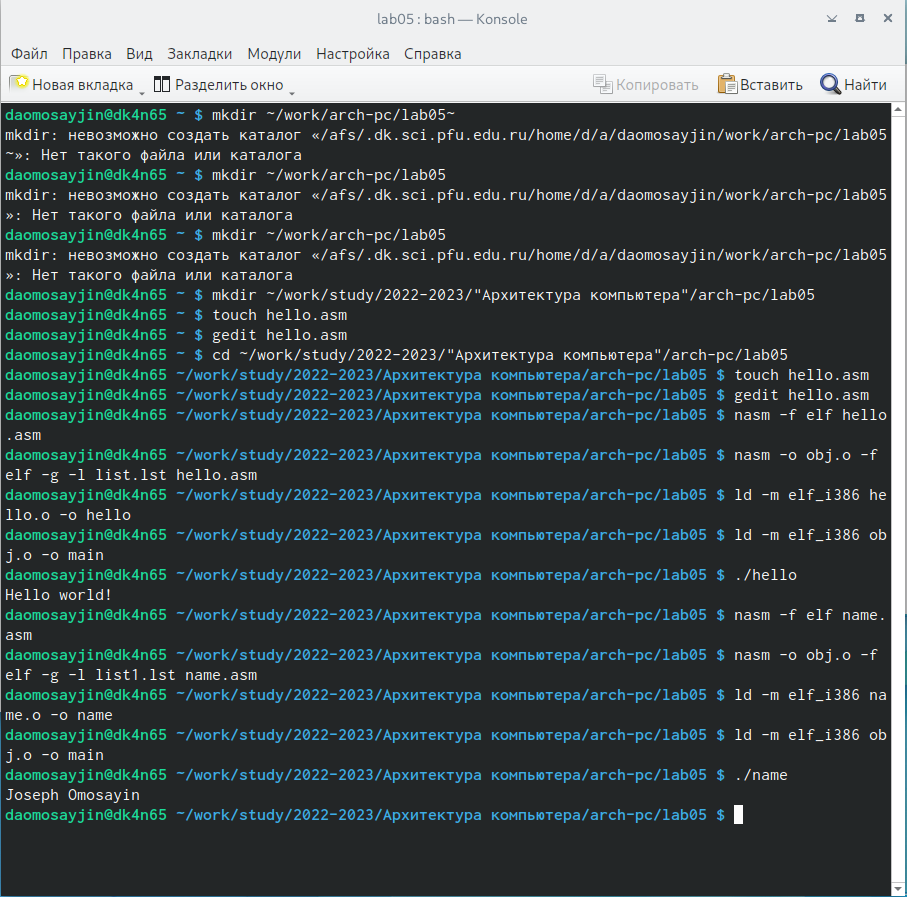 lab05 : bash — Konsole
Файл Правка Вид Закладки Модули Настройка Справка
Новая вкладка Разделить окно Копировать Вставить Найти
daomosayjin@dk4n65 ~ $ mkdir ~/work/arch-pc/lab05~
mkdir: невозможно создать каталог «/afs/.dk.sci.pfu.edu.ru/home/d/a/daomosayjin/work/arch-pc/lab05
~»: Нет такого файла или каталога
daomosayjin@dk4n65 ~ $ mkdir ~/work/arch-pc/lab05
mkdir: невозможно создать каталог «/afs/.dk.sci.pfu.edu.ru/home/d/a/daomosayjin/work/arch-pc/lab05
»: Нет такого файла или каталога
daomosayjin@dk4n65 ~ $ mkdir ~/work/arch-pc/lab05
mkdir: невозможно создать каталог «/afs/.dk.sci.pfu.edu.ru/home/d/a/daomosayjin/work/arch-pc/lab05
»: Нет такого файла или каталога
daomosayjin@dk4n65 ~ $ mkdir ~/work/study/2022-2023/"Архитектура компьютера"/arch-pc/lab05
daomosayjin@dk4n65 ~ $ touch hello.asm
daomosayjin@dk4n65 ~ $ gedit hello.asm
daomosayjin@dk4n65 ~ $ cd ~/work/study/2022-2023/"Архитектура компьютера"/arch-pc/lab05
daomosayjin@dk4n65 ~/work/study/2022-2023/Архитектура компьютера/arch-pc/lab05 $ touch hello.asm
daomosayjin@dk4n65 ~/work/study/2022-2023/Архитектура компьютера/arch-pc/lab05 $ gedit hello.asm
daomosayjin@dk4n65 ~/work/study/2022-2023/Архитектура компьютера/arch-pc/lab05 $ nasm -f elf hello
.asm
daomosayjin@dk4n65 ~/work/study/2022-2023/Архитектура компьютера/arch-pc/lab05 $ nasm -o obj.o -f
elf -g -l list.lst hello.asm
daomosayjin@dk4n65 ~/work/study/2022-2023/Архитектура компьютера/arch-pc/lab05 $ ld -m elf_i386 he
llo.o -o hello
daomosayjin@dk4n65 ~/work/study/2022-2023/Архитектура компьютера/arch-pc/lab05 $ ld -m elf_i386 ob
j.o -o main
daomosayjin@dk4n65 ~/work/study/2022-2023/Архитектура компьютера/arch-pc/lab05 $ ./hello
Hello world!
daomosayjin@dk4n65 ~/work/study/2022-2023/Архитектура компьютера/arch-pc/lab05 $ nasm -f elf name.
asm
daomosayjin@dk4n65 ~/work/study/2022-2023/Архитектура компьютера/arch-pc/lab05 $ nasm -o obj.o -f
elf -g -l list1.lst name.asm
daomosayjin@dk4n65 ~/work/study/2022-2023/Архитектура компьютера/arch-pc/lab05 $ ld -m elf_i386 na
me.o -o name
daomosayjin@dk4n65 ~/work/study/2022-2023/Архитектура компьютера/arch-pc/lab05 $ ld -m elf_i386 ob
j.o -o main
daomosayjin@dk4n65 ~/work/study/2022-2023/Архитектура компьютера/arch-pc/lab05 $ ./name
Joseph Omosayin
daomosayjin@dk4n65 ~/work/study/2022-2023/Архитектура компьютера/arch-pc/lab05 $